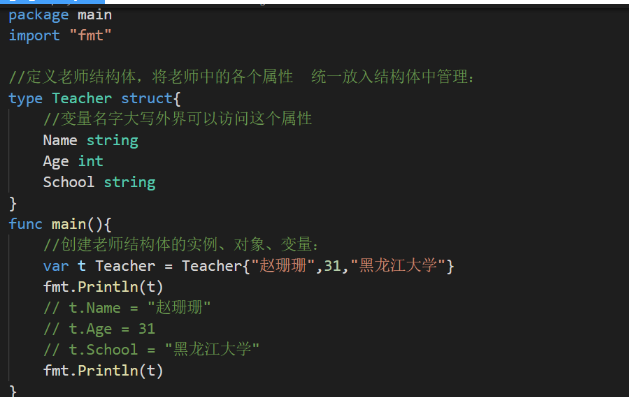 package main
import "fmt"
//定义老师结构体，将老师中的各个属性  统一放入结构体中管理：
type Teacher struct{
    //变量名字大写外界可以访问这个属性
    Name string
    Age int
    School string
}
func main(){
    //创建老师结构体的实例、对象、变量：
    var t Teacher = Teacher{"赵珊珊",31,"黑龙江大学"}
    fmt.Println(t)
    // t.Name = "赵珊珊"
    // t.Age = 31
    // t.School = "黑龙江大学"
    fmt.Println(t)
}